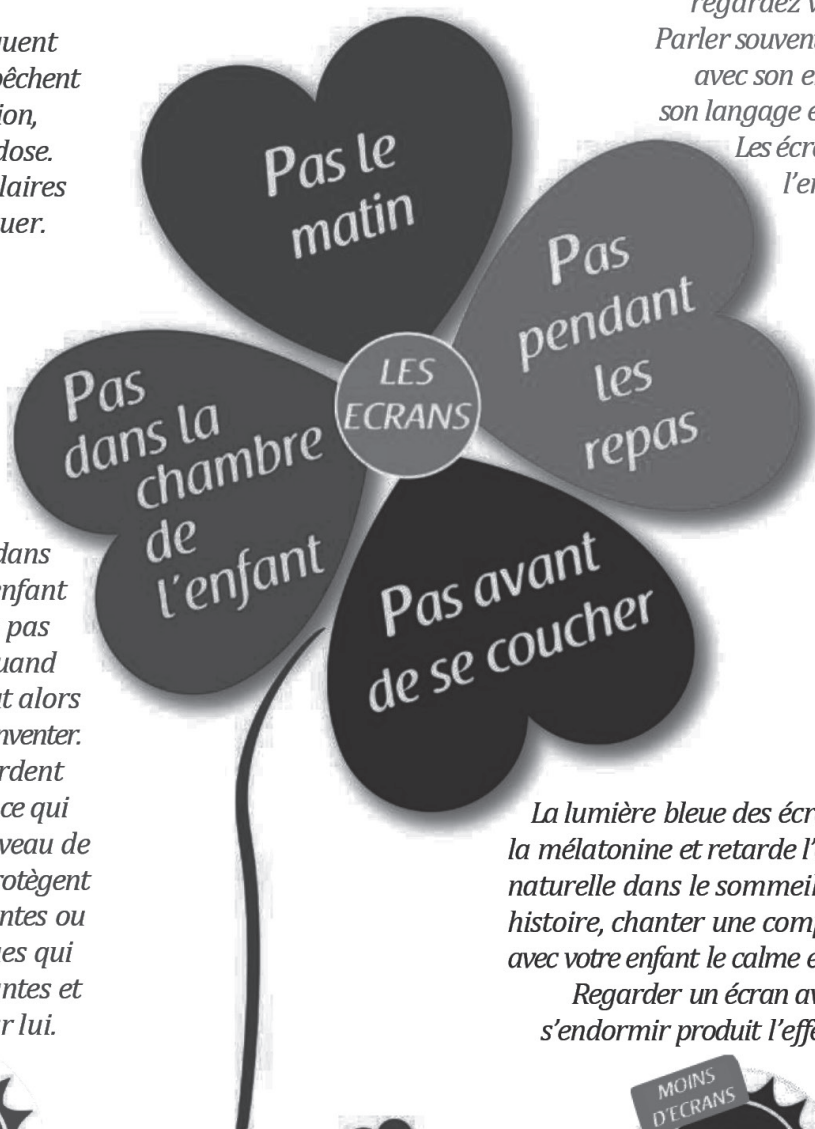 uent
pêchent
ion,
dose.
laires
uer.
regardez v
Parler souvent
avec son e
son langage e
Les écra
l'en
Pas le
matin
Pas
pendant
les
repas
LES
ECRANS
Pas
dans la
chambre
de
l'enfant
Pas avant
de se coucher
dans
enfant
pas
uand
t alors
nventer.
rdent
ce qui
veau de
rotègent
ntes ou
es qui
ntes et
r lui.
La lumière bleue des écr
la mélatonine et retarde l'
naturelle dans le sommeil
histoire, chanter une comp
avec votre enfant le calme e
Regarder un écran av
s'endormir produit l'effe
MOINS
D'ECRANS